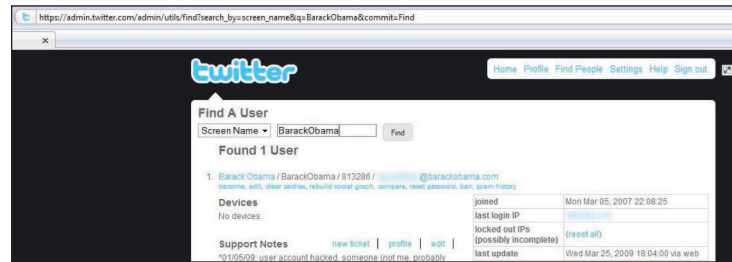 https://admin.twitter.com/admin/utils/find?search_by=screen_name&q=BarackObama&commit=Find
×
twitter
Home Profile Find People Settings Help Sign out
Find A User
Screen Name ▾ BarackObama Find
Found 1 User
1. Barack Obama / BarackObama / 813286 / @barackobama.com
become, edit, clear caches, rebuild social graph, compare, reset password, ban, spam history
Devices
No devices.
Support Notes new ticket | profile | edit |
*01/05/09: user account hacked, someone (not me, probably
joined Mon Mar 05, 2007 22:08:25
last login IP
locked out IPs
(possibly incomplete) (reset all)
last update Wed Mar 25, 2009 18:04:00 via web